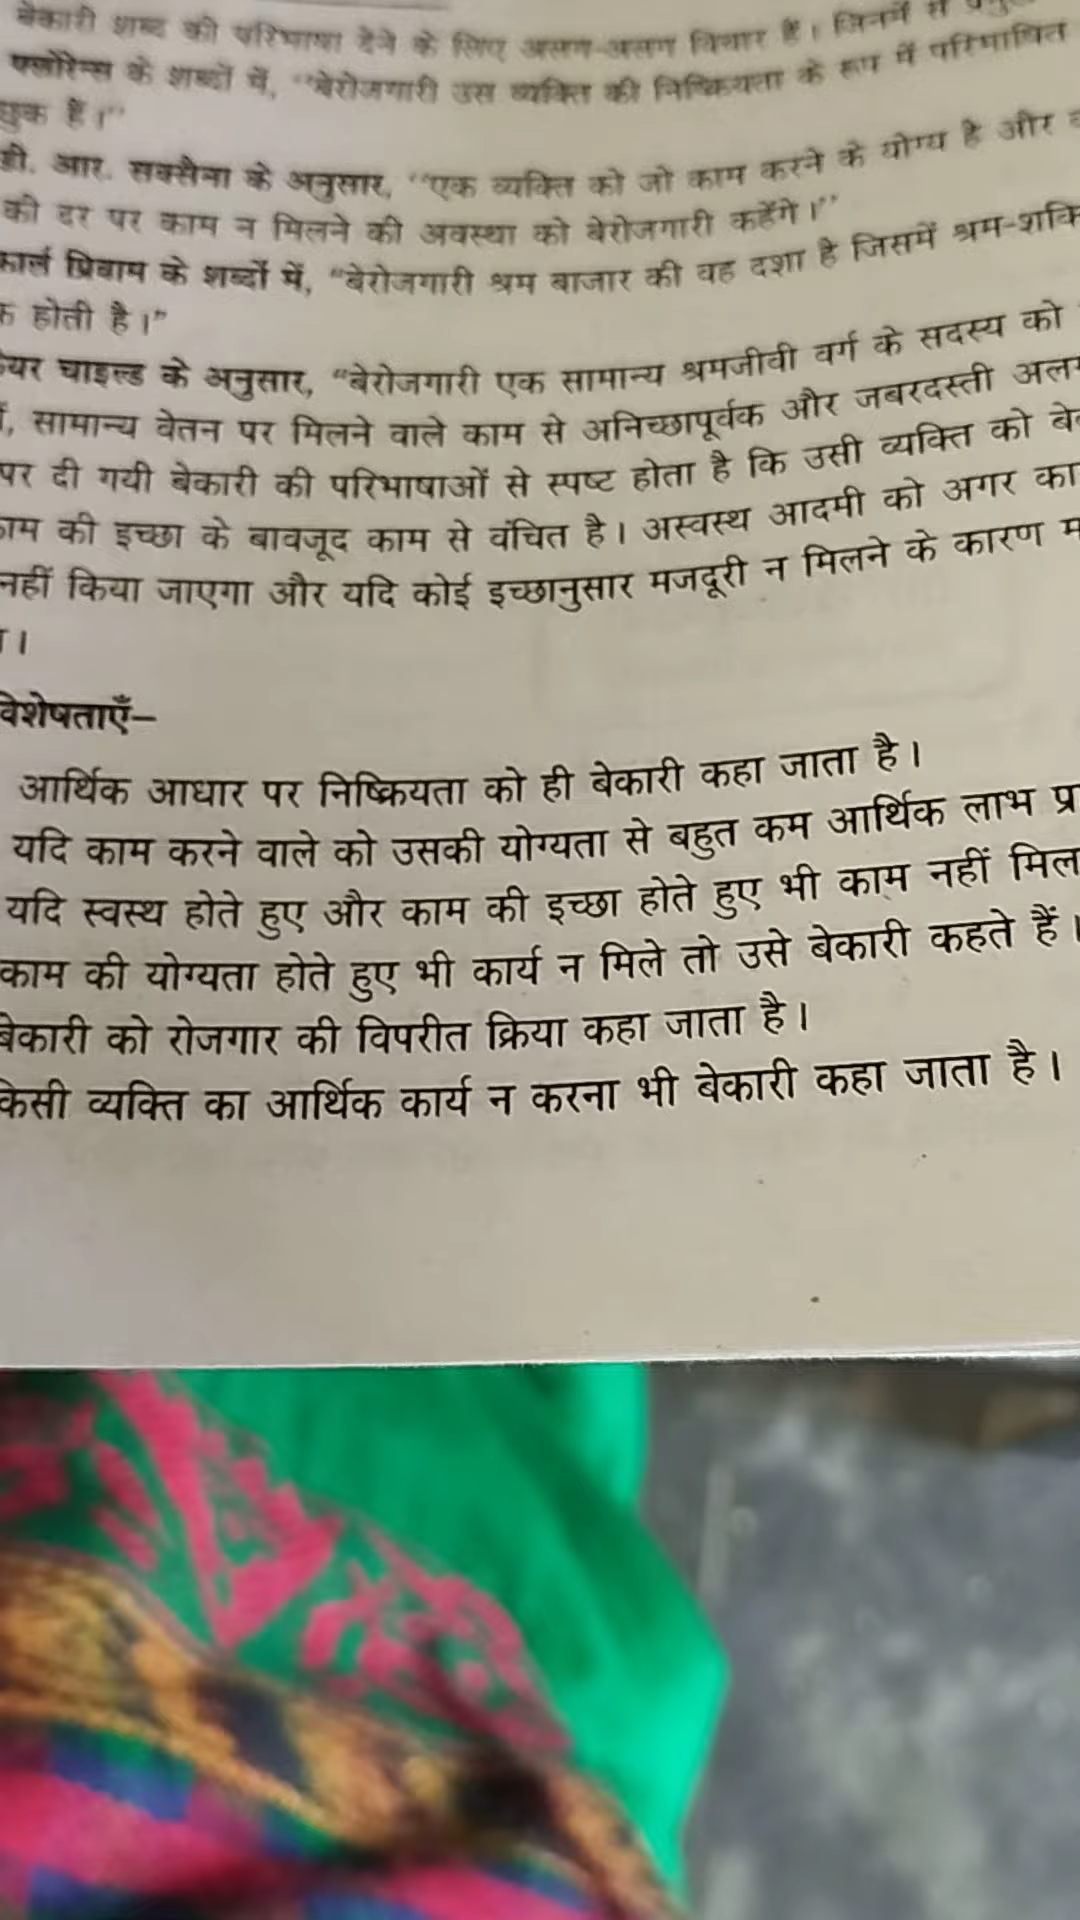 बेकारी शब्द की परिभाषा देने के लिए अलग-अलग विचार हैं। जिनमें से
फ्लोरेन्स के शब्दों में, ''बेरोजगारी उस व्यक्ति की निष्क्रियता के रूप में परिभाषित
हैं।''
डी. आर. सक्सैना के अनुसार, ''एक व्यक्ति को जो काम करने के योग्य है और
की दर पर काम न मिलने की अवस्था को बेरोजगारी कहेंगे।''
कार्ल प्रिवाम के शब्दों में, "बेरोजगारी श्रम बाजार की वह दशा है जिसमें श्रम-शक्ति
होती है।"
चाइल्ड के अनुसार, "बेरोजगारी एक सामान्य श्रमजीवी वर्ग के सदस्य को
सामान्य वेतन पर मिलने वाले काम से अनिच्छापूर्वक और जबरदस्ती
पर दी गयी बेकारी की परिभाषाओं से स्पष्ट होता है कि उसी व्यक्ति को
काम की इच्छा के बावजूद काम से वंचित है। अस्वस्थ आदमी को अगर
नहीं किया जाएगा और यदि कोई इच्छानुसार मजदूरी न मिलने के कारण
।
विशेषताएँ–
आर्थिक आधार पर निष्क्रियता को ही बेकारी कहा जाता है।
यदि काम करने वाले को उसकी योग्यता से बहुत कम आर्थिक लाभ
यदि स्वस्थ होते हुए और काम की इच्छा होते हुए भी काम नहीं मिल
काम की योग्यता होते हुए भी कार्य न मिले तो उसे बेकारी कहते हैं।
बेकारी को रोजगार की विपरीत क्रिया कहा जाता है।
किसी व्यक्ति का आर्थिक कार्य न करना भी बेकारी कहा जाता है।